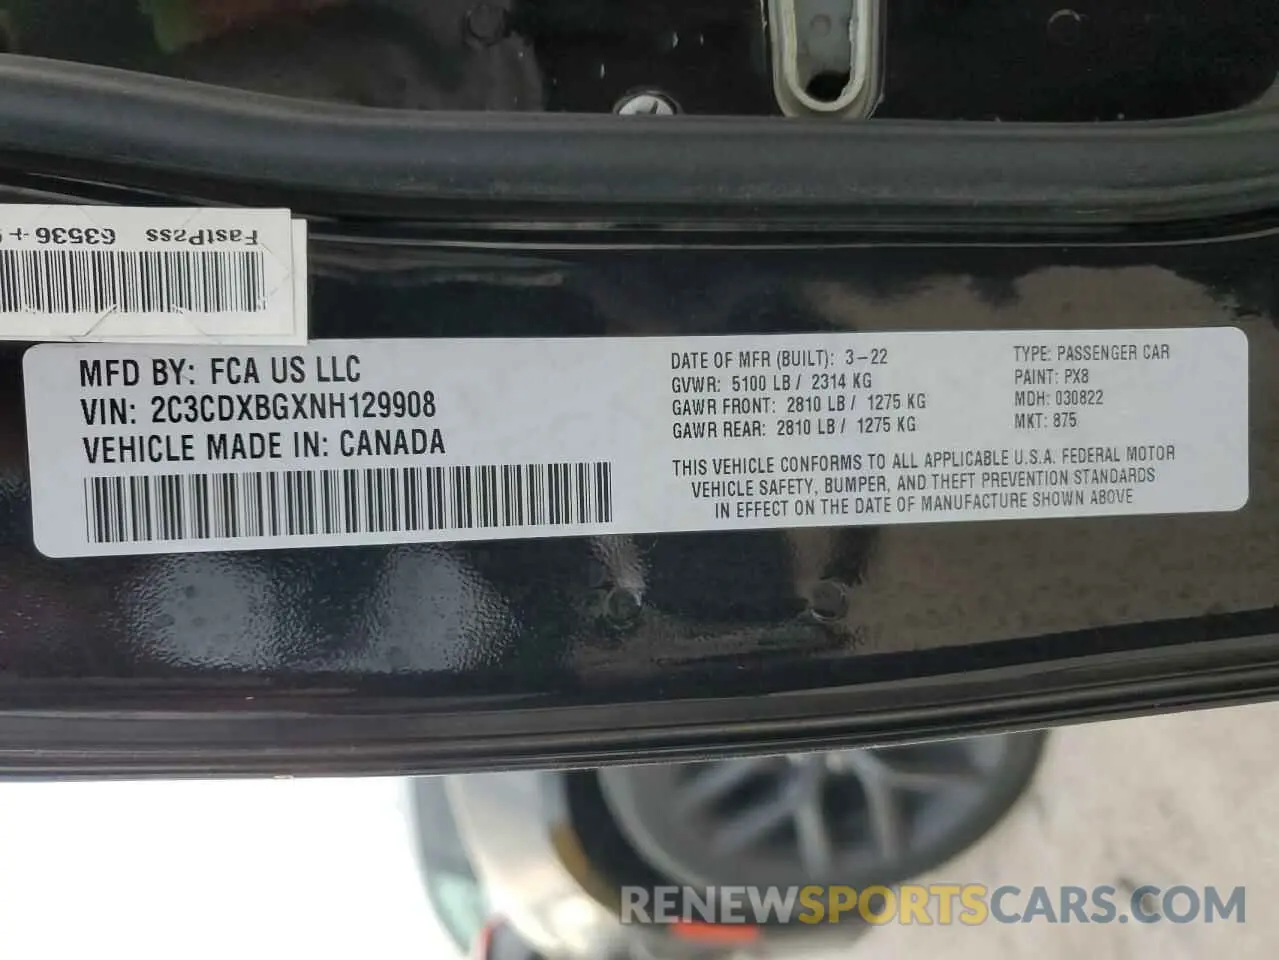 FastPass 63536+
MFD BY: FCA US LLC
VIN: 2C3CDXBGXNH129908
VEHICLE MADE IN: CANADA
DATE OF MFR (BUILT): 3-22
GVWR: 5100 LB / 2314 KG
GAWR FRONT: 2810 LB / 1275 KG
GAWR REAR: 2810 LB / 1275 KG
TYPE: PASSENGER CAR
PAINT: PX8
MDH: 030822
MKT: 875
THIS VEHICLE CONFORMS TO ALL APPLICABLE U.S.A. FEDERAL MOTOR
VEHICLE SAFETY, BUMPER, AND THEFT PREVENTION STANDARDS
IN EFFECT ON THE DATE OF MANUFACTURE SHOWN ABOVE
RENEWSPORTSCARS.COM